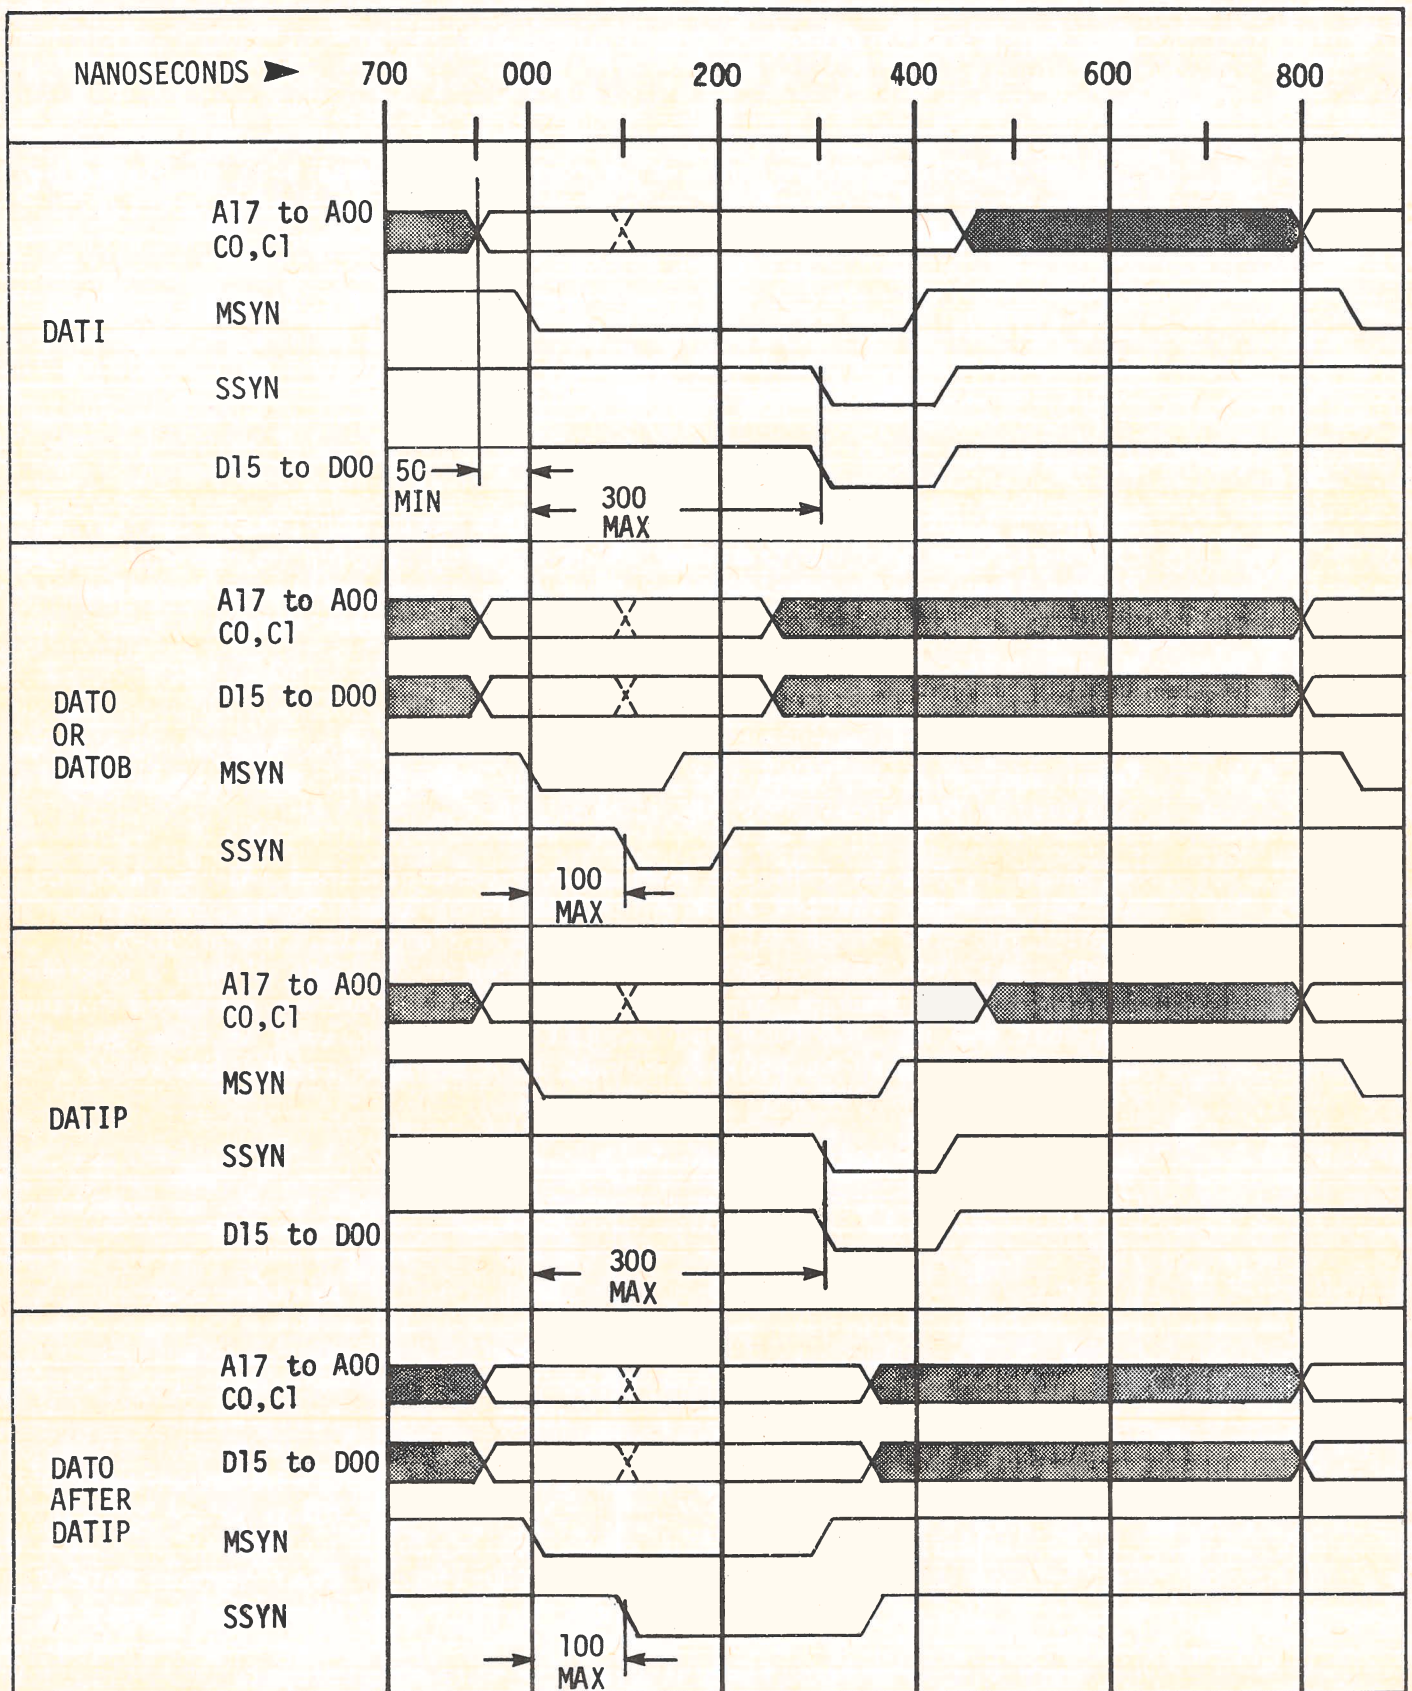 NANOSECONDS 700 000 200 400 600 800
A17 to A00
C0,C1
MSYN
DATI
SSYN
D15 to D00 50
MIN
300
MAX
A17 to A00
C0,C1
D15 to D00
DATO
OR
DATOB
MSYN
SSYN
100
MAX
A17 to A00
C0,C1
MSYN
DATIP
SSYN
D15 to D00
300
MAX
A17 to A00
C0,C1
D15 to D00
DATO
AFTER
DATIP
MSYN
SSYN
100
MAX